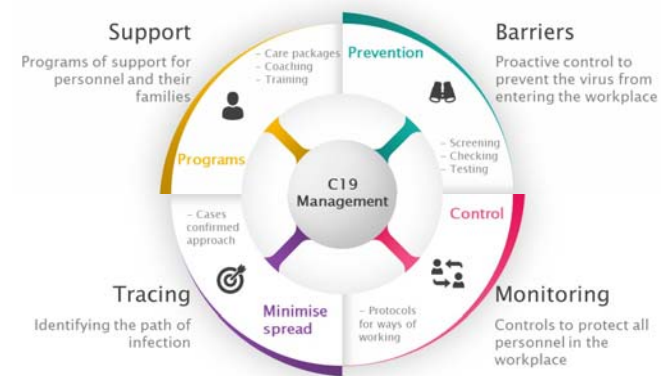 Support
Programs of support for
personnel and their
families
- Care packages
- Coaching
- Training
Programs
Prevention
- Screening
- Checking
- Testing
Barriers
Proactive control to
prevent the virus from
entering the workplace
C19
Management
- Cases
confirmed
approach
Minimise
spread
Tracing
Identifying the path of
infection
Control
- Protocols
for ways of
working
Monitoring
Controls to protect all
personnel in the
workplace